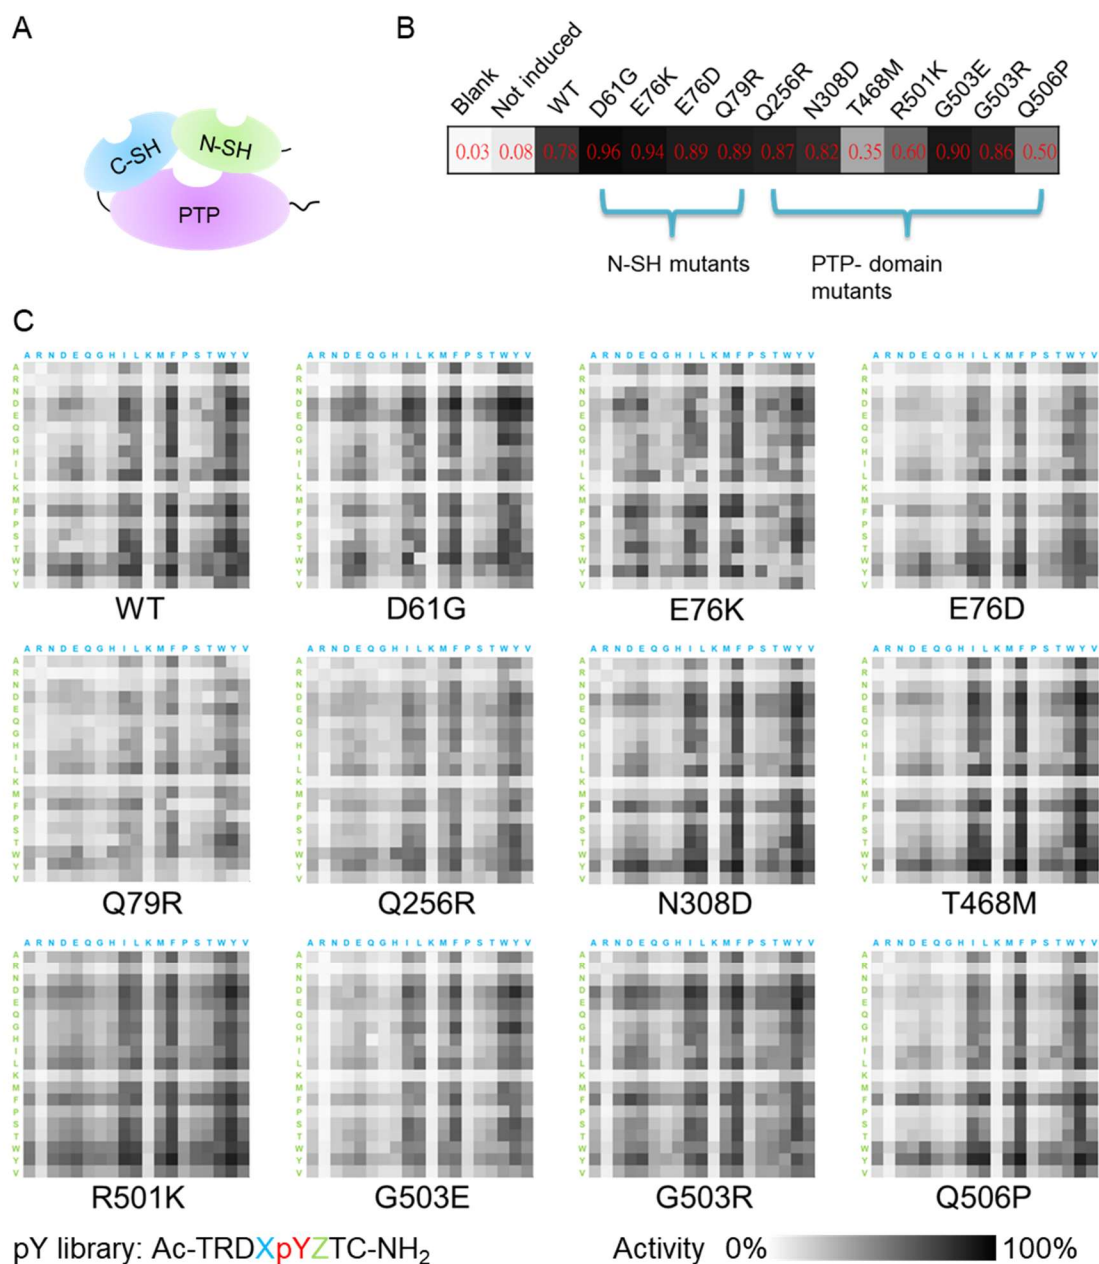 A
C-SH
N-SH
PTP
B
Blank Not induced WT D61G E76K E76D Q79R Q256R N308D T468M R501K G503E G503R Q506P
0.03 0.08 0.78 0.96 0.94 0.89 0.89 0.87 0.82 0.35 0.60 0.90 0.86 0.50
N-SH mutants
PTP- domain
mutants
C
A R N D E Q G H I L K M F P S T W Y V
A
R
N
D
E
Q
G
H
I
L
K
M
F
P
S
T
W
Y
V
WT
A R N D E Q G H I L K M F P S T W Y V
A
R
N
D
E
Q
G
H
I
L
K
M
F
P
S
T
W
Y
V
D61G
A R N D E Q G H I L K M F P S T W Y V
A
R
N
D
E
Q
G
H
I
L
K
M
F
P
S
T
W
Y
V
E76K
A R N D E Q G H I L K M F P S T W Y V
A
R
N
D
E
Q
G
H
I
L
K
M
F
P
S
T
W
Y
V
E76D
A R N D E Q G H I L K M F P S T W Y V
A
R
N
D
E
Q
G
H
I
L
K
M
F
P
S
T
W
Y
V
Q79R
A R N D E Q G H I L K M F P S T W Y V
A
R
N
D
E
Q
G
H
I
L
K
M
F
P
S
T
W
Y
V
Q256R
A R N D E Q G H I L K M F P S T W Y V
A
R
N
D
E
Q
G
H
I
L
K
M
F
P
S
T
W
Y
V
N308D
A R N D E Q G H I L K M F P S T W Y V
A
R
N
D
E
Q
G
H
I
L
K
M
F
P
S
T
W
Y
V
T468M
A R N D E Q G H I L K M F P S T W Y V
A
R
N
D
E
Q
G
H
I
L
K
M
F
P
S
T
W
Y
V
R501K
A R N D E Q G H I L K M F P S T W Y V
A
R
N
D
E
Q
G
H
I
L
K
M
F
P
S
T
W
Y
V
G503E
A R N D E Q G H I L K M F P S T W Y V
A
R
N
D
E
Q
G
H
I
L
K
M
F
P
S
T
W
Y
V
G503R
A R N D E Q G H I L K M F P S T W Y V
A
R
N
D
E
Q
G
H
I
L
K
M
F
P
S
T
W
Y
V
Q506P
pY library: Ac-TRDXpYZTC-NH₂
Activity 0% 100%